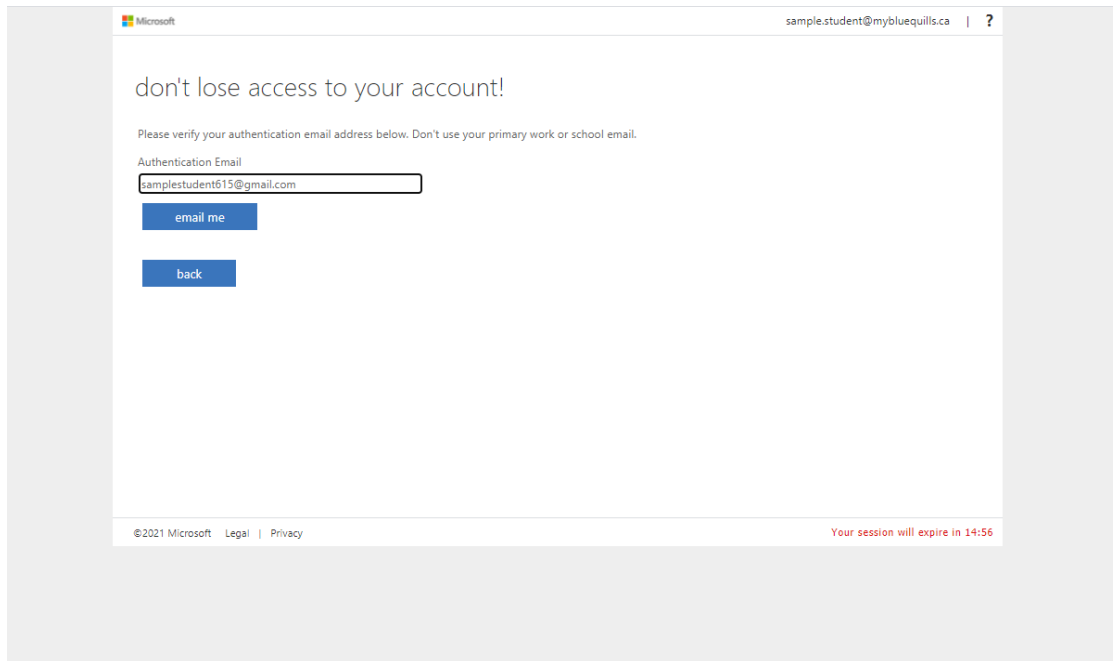 Microsoft sample.student@mybluequills.ca | ?
don't lose access to your account!
Please verify your authentication email address below. Don't use your primary work or school email.
Authentication Email
samplestudent615@gmail.com
email me
back
©2021 Microsoft Legal | Privacy Your session will expire in 14:56